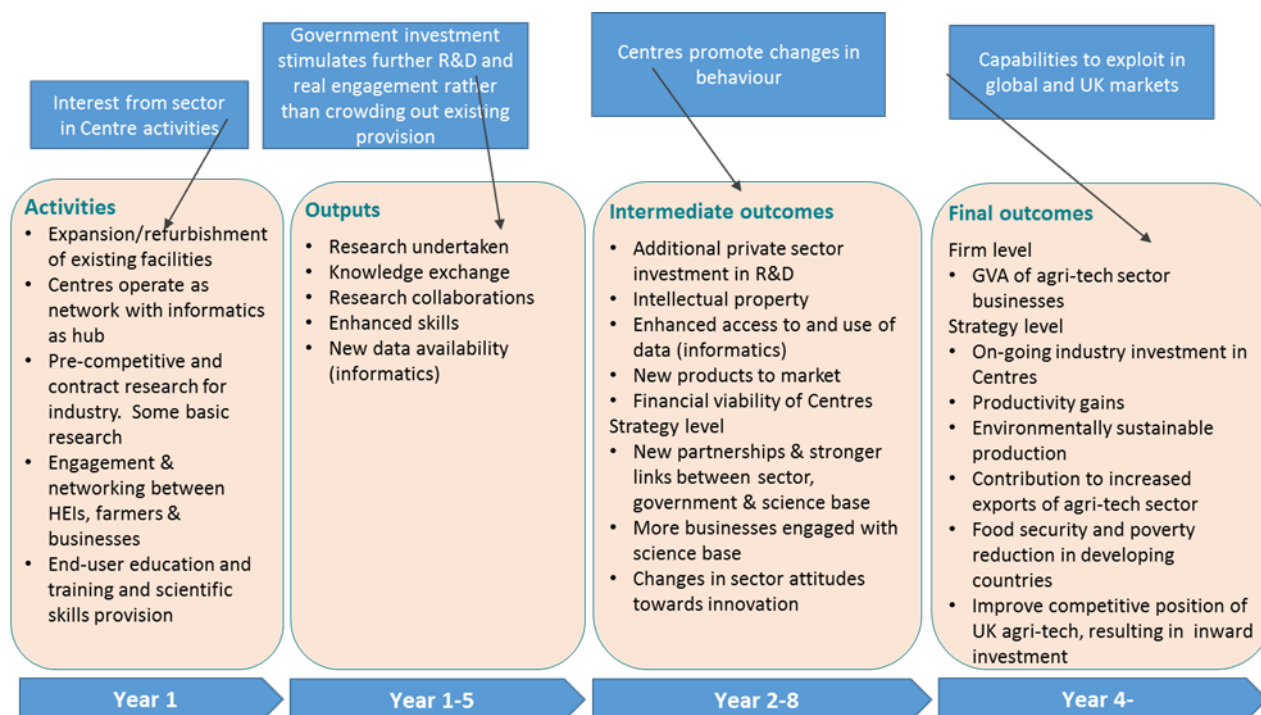 Interest from sector
in Centre activities
Government investment
stimulates further R&D and
real engagement rather
than crowding out existing
provision
Centres promote changes in
behaviour
Capabilities to exploit in
global and UK markets
Activities
• Expansion/refurbishment
of existing facilities
• Centres operate as
network with informatics
as hub
• Pre-competitive and
contract research for
industry. Some basic
research
• Engagement &
networking between
HEIs, farmers &
businesses
• End-user education and
training and scientific
skills provision
Outputs
• Research undertaken
• Knowledge exchange
• Research collaborations
• Enhanced skills
• New data availability
(informatics)
Intermediate outcomes
• Additional private sector
investment in R&D
• Intellectual property
• Enhanced access to and use of
data (informatics)
• New products to market
• Financial viability of Centres
Strategy level
• New partnerships & stronger
links between sector,
government & science base
• More businesses engaged with
science base
• Changes in sector attitudes
towards innovation
Final outcomes
Firm level
• GVA of agri-tech sector
businesses
Strategy level
• On-going industry investment in
Centres
• Productivity gains
• Environmentally sustainable
production
• Contribution to increased
exports of agri-tech sector
• Food security and poverty
reduction in developing
countries
• Improve competitive position of
UK agri-tech, resulting in inward
investment
Year 1
Year 1-5
Year 2-8
Year 4-